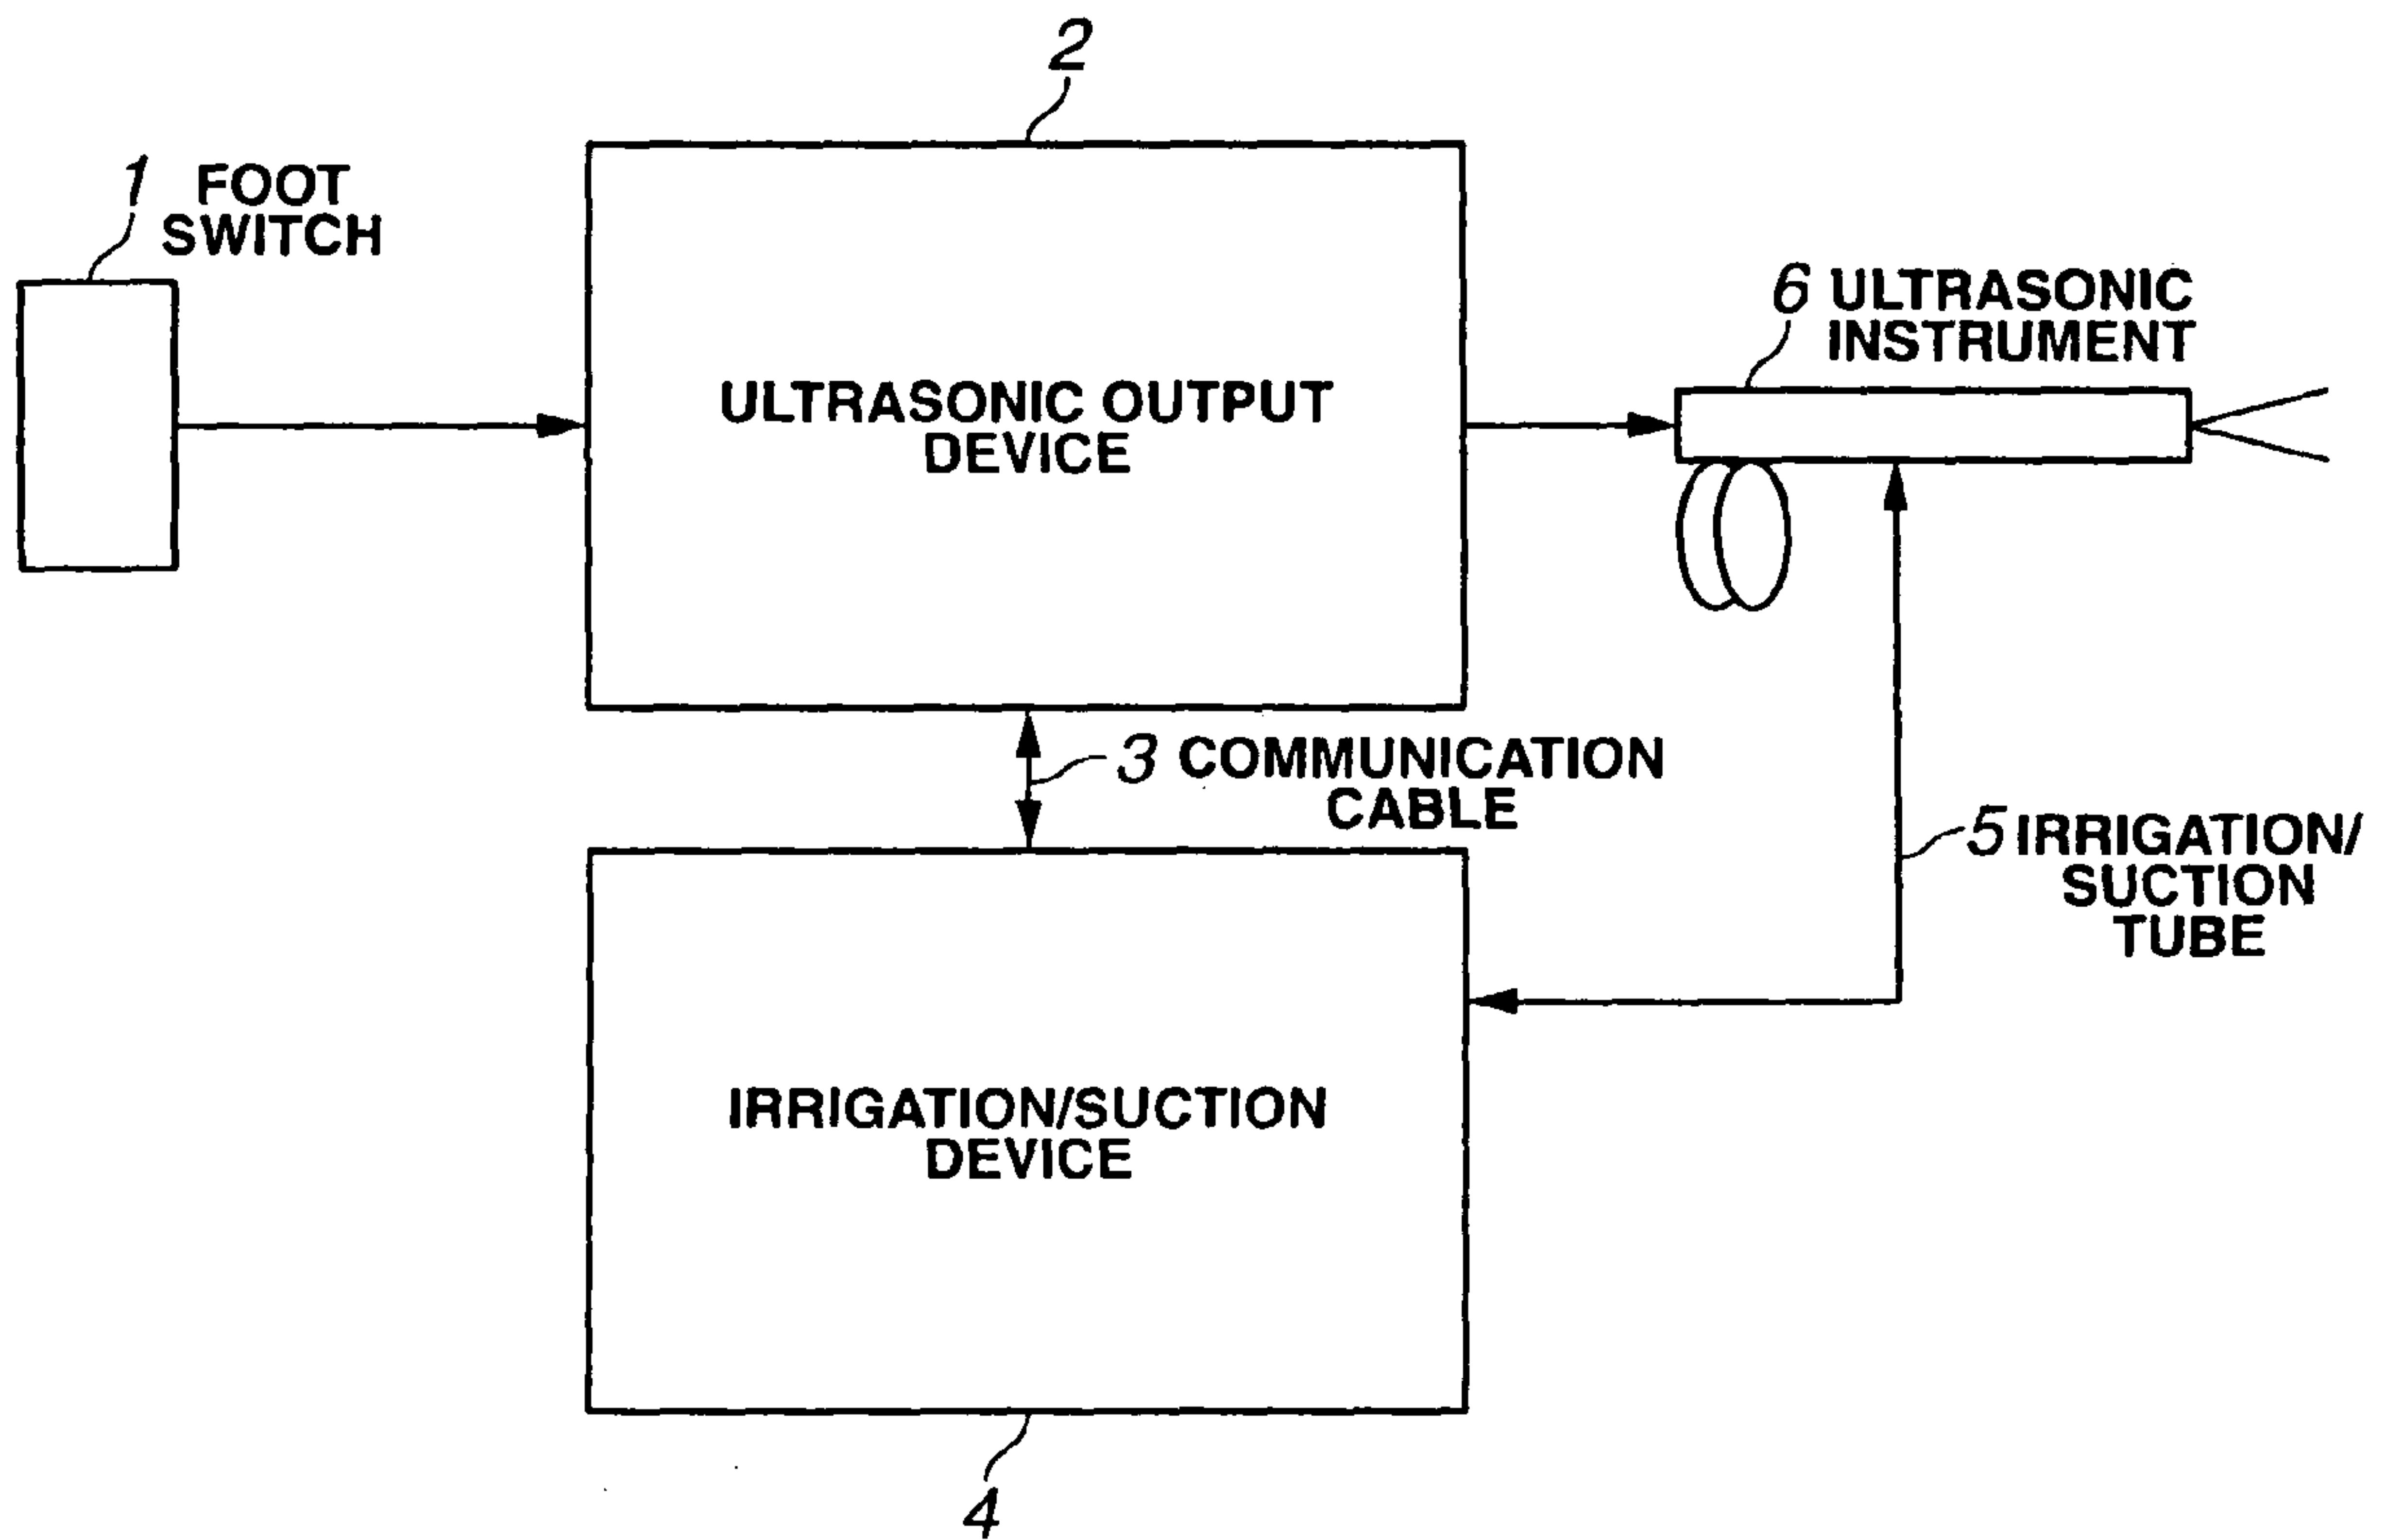 2
1 FOOT
SWITCH
6 ULTRASONIC
INSTRUMENT
ULTRASONIC OUTPUT
DEVICE
3 COMMUNICATION
CABLE
5 IRRIGATION/
SUCTION
TUBE
IRRIGATION/SUCTION
DEVICE
4